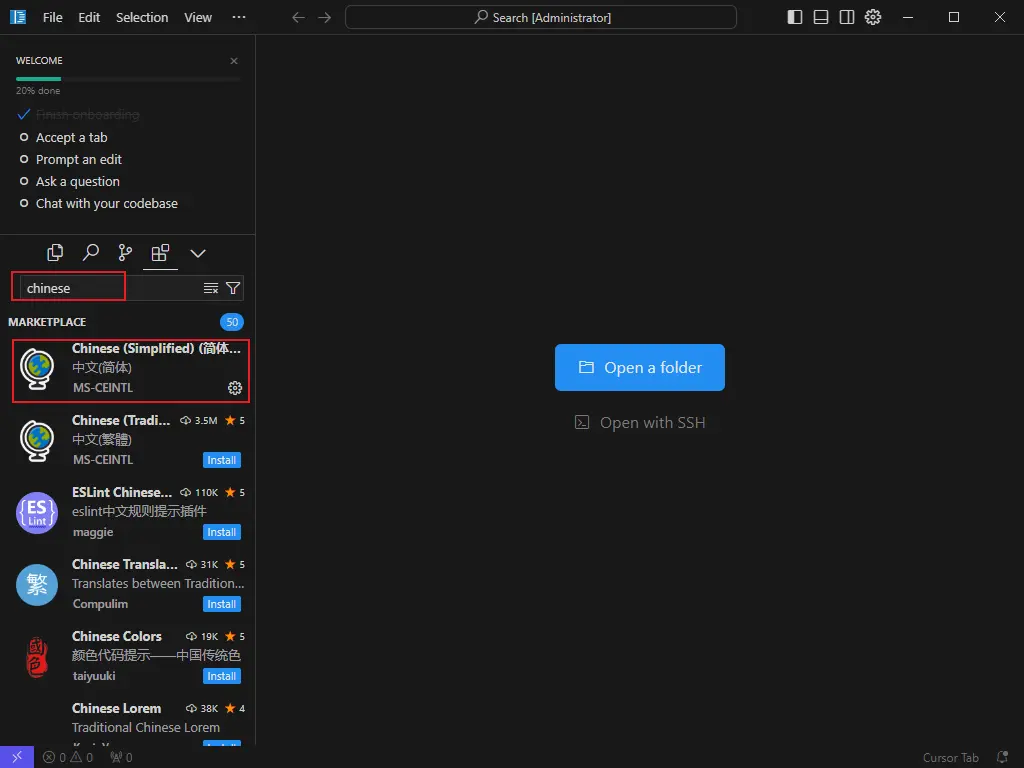 File Edit Selection View ···
Search [Administrator]
WELCOME
20% done
Finish onboarding
Accept a tab
Prompt an edit
Ask a question
Chat with your codebase
chinese
MARKETPLACE 50
Chinese (Simplified) (简体...
中文(简体)
MS-CEINTL
Chinese (Tradi... 3.5M 5
中文(繁體)
MS-CEINTL Install
{ES
Lint}
ESLint Chinese... 110K 5
eslint中文规则提示插件
maggie Install
繁
Chinese Transla... 31K 5
Translates between Tradition...
Compulim Install
國色
Chinese Colors 19K 5
颜色代码提示——中国传统色
taiyuuki Install
Chinese Lorem 38K 4
Traditional Chinese Lorem
Open a folder
Open with SSH
0 0 0
Cursor Tab